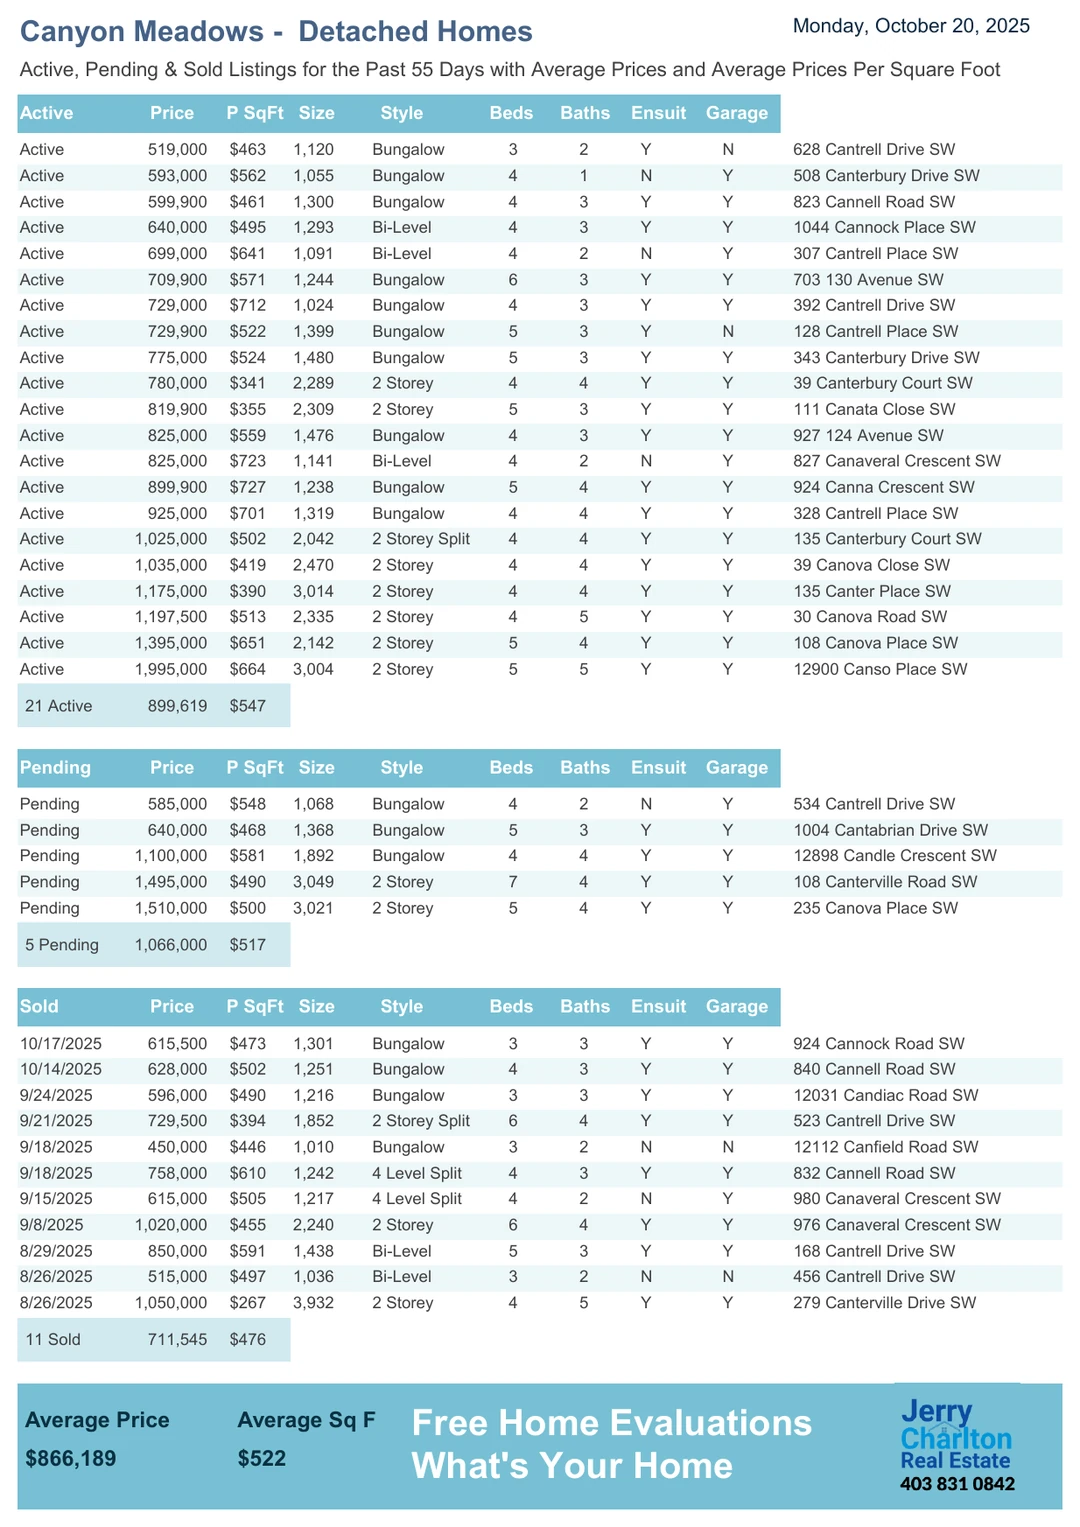 Canyon Meadows -  Detached Homes Monday, October 20, 2025
Active, Pending & Sold Listings for the Past 55 Days with Average Prices and Average Prices Per Square Foot
Active Price P SqFt Size Style Beds Baths Ensuit Garage
Active 519,000 $463 1,120 Bungalow 3 2 Y N 628 Cantrell Drive SW
Active 593,000 $562 1,055 Bungalow 4 1 N Y 508 Canterbury Drive SW
Active 599,900 $461 1,300 Bungalow 4 3 Y Y 823 Cannell Road SW
Active 640,000 $495 1,293 Bi-Level 4 3 Y Y 1044 Cannock Place SW
Active 699,000 $641 1,091 Bi-Level 4 2 N Y 307 Cantrell Place SW
Active 709,900 $571 1,244 Bungalow 6 3 Y Y 703 130 Avenue SW
Active 729,000 $712 1,024 Bungalow 4 3 Y Y 392 Cantrell Drive SW
Active 729,900 $522 1,399 Bungalow 5 3 Y N 128 Cantrell Place SW
Active 775,000 $524 1,480 Bungalow 5 3 Y Y 343 Canterbury Drive SW
Active 780,000 $341 2,289 2 Storey 4 4 Y Y 39 Canterbury Court SW
Active 819,900 $355 2,309 2 Storey 5 3 Y Y 111 Canata Close SW
Active 825,000 $559 1,476 Bungalow 4 3 Y Y 927 124 Avenue SW
Active 825,000 $723 1,141 Bi-Level 4 2 N Y 827 Canaveral Crescent SW
Active 899,900 $727 1,238 Bungalow 5 4 Y Y 924 Canna Crescent SW
Active 925,000 $701 1,319 Bungalow 4 4 Y Y 328 Cantrell Place SW
Active 1,025,000 $502 2,042 2 Storey Split 4 4 Y Y 135 Canterbury Court SW
Active 1,035,000 $419 2,470 2 Storey 4 4 Y Y 39 Canova Close SW
Active 1,175,000 $390 3,014 2 Storey 4 4 Y Y 135 Canter Place SW
Active 1,197,500 $513 2,335 2 Storey 4 5 Y Y 30 Canova Road SW
Active 1,395,000 $651 2,142 2 Storey 5 4 Y Y 108 Canova Place SW
Active 1,995,000 $664 3,004 2 Storey 5 5 Y Y 12900 Canso Place SW
21 Active 899,619 $547
Pending Price P SqFt Size Style Beds Baths Ensuit Garage
Pending 585,000 $548 1,068 Bungalow 4 2 N Y 534 Cantrell Drive SW
Pending 640,000 $468 1,368 Bungalow 5 3 Y Y 1004 Cantabrian Drive SW
Pending 1,100,000 $581 1,892 Bungalow 4 4 Y Y 12898 Candle Crescent SW
Pending 1,495,000 $490 3,049 2 Storey 7 4 Y Y 108 Canterville Road SW
Pending 1,510,000 $500 3,021 2 Storey 5 4 Y Y 235 Canova Place SW
5 Pending 1,066,000 $517
Sold Price P SqFt Size Style Beds Baths Ensuit Garage
10/17/2025 615,500 $473 1,301 Bungalow 3 3 Y Y 924 Cannock Road SW
10/14/2025 628,000 $502 1,251 Bungalow 4 3 Y Y 840 Cannell Road SW
9/24/2025 596,000 $490 1,216 Bungalow 3 3 Y Y 12031 Candiac Road SW
9/21/2025 729,500 $394 1,852 2 Storey Split 6 4 Y Y 523 Cantrell Drive SW
9/18/2025 450,000 $446 1,010 Bungalow 3 2 N N 12112 Canfield Road SW
9/18/2025 758,000 $610 1,242 4 Level Split 4 3 Y Y 832 Cannell Road SW
9/15/2025 615,000 $505 1,217 4 Level Split 4 2 N Y 980 Canaveral Crescent SW
9/8/2025 1,020,000 $455 2,240 2 Storey 6 4 Y Y 976 Canaveral Crescent SW
8/29/2025 850,000 $591 1,438 Bi-Level 5 3 Y Y 168 Cantrell Drive SW
8/26/2025 515,000 $497 1,036 Bi-Level 3 2 N N 456 Cantrell Drive SW
8/26/2025 1,050,000 $267 3,932 2 Storey 4 5 Y Y 279 Canterville Drive SW
11 Sold 711,545 $476
Average Price Average Sq F
$866,189 $522
Free Home Evaluations
What's Your Home
Jerry
Charlton
Real Estate
403 831 0842